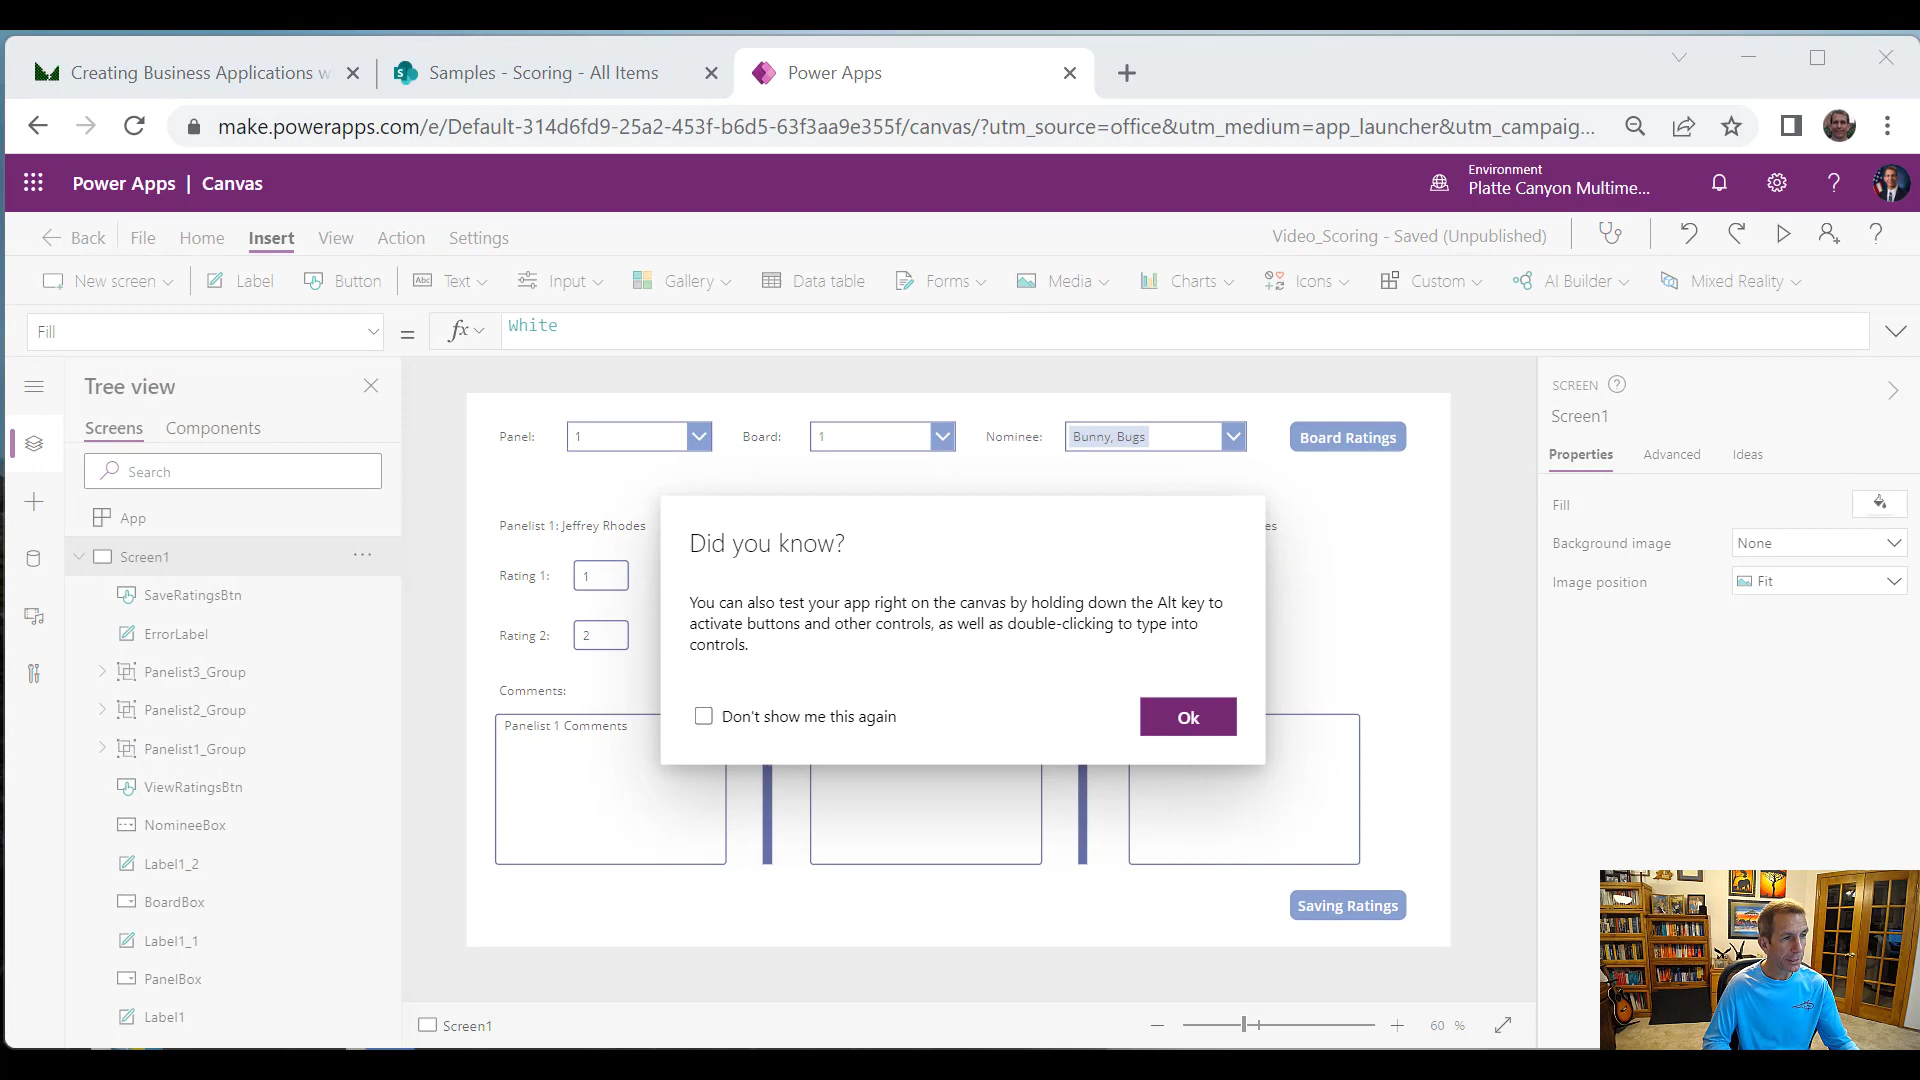 Creating Business Applications w
Samples - Scoring - All Items
Power Apps
make.powerapps.com/e/Default-314d6fd9-25a2-453f-b6d5-63f3aa9e355f/canvas/?utm_source=office&utm_medium=app_launcher&utm_campaig...
Power Apps | Canvas
Environment
Platte Canyon Multime...
Back
File
Home
Insert
View
Action
Settings
Video_Scoring - Saved (Unpublished)
New screen
Label
Button
Abc Text
Input
Gallery
Data table
Forms
Media
Charts
Icons
Custom
AI Builder
Mixed Reality
Fill
=
fx
White
Tree view
Screens
Components
Search
App
Screen1
SaveRatingsBtn
ErrorLabel
Panelist3_Group
Panelist2_Group
Panelist1_Group
ViewRatingsBtn
NomineeBox
Label1_2
BoardBox
Label1_1
PanelBox
Label1
Panel:
1
Board:
1
Nominee:
Bunny, Bugs
Board Ratings
Panelist 1: Jeffrey Rhodes
es
Rating 1:
1
Rating 2:
2
Comments:
Panelist 1 Comments
Did you know?
You can also test your app right on the canvas by holding down the Alt key to
activate buttons and other controls, as well as double-clicking to type into
controls.
Don't show me this again
Ok
Saving Ratings
Screen1
60 %
SCREEN
Screen1
Properties
Advanced
Ideas
Fill
Background image
None
Image position
Fit